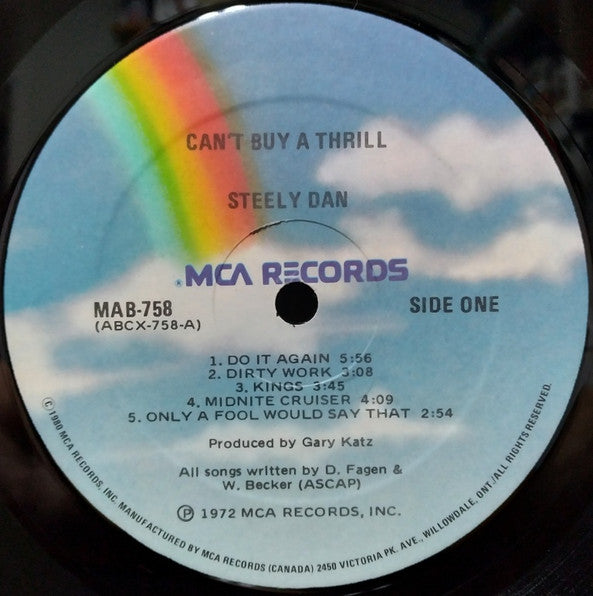 CAN'T BUY A THRILL
STEELY DAN
®MCA RECORDS
MAB-758
(ABCX-758-A)
SIDE ONE
1. DO IT AGAIN 5:56
2. DIRTY WORK 3:08
3. KINGS 3:45
4. MIDNITE CRUISER 4:09
5. ONLY A FOOL WOULD SAY THAT 2:54
Produced by Gary Katz
All songs written by D. Fagen &
W. Becker (ASCAP)
Ⓟ 1972 MCA RECORDS, INC.
©1980 MCA RECORDS, INC. MANUFACTURED BY MCA RECORDS (CANADA) 2450 VICTORIA PK. AVE., WILLOWDALE, ONT./ALL RIGHTS RESERVED.